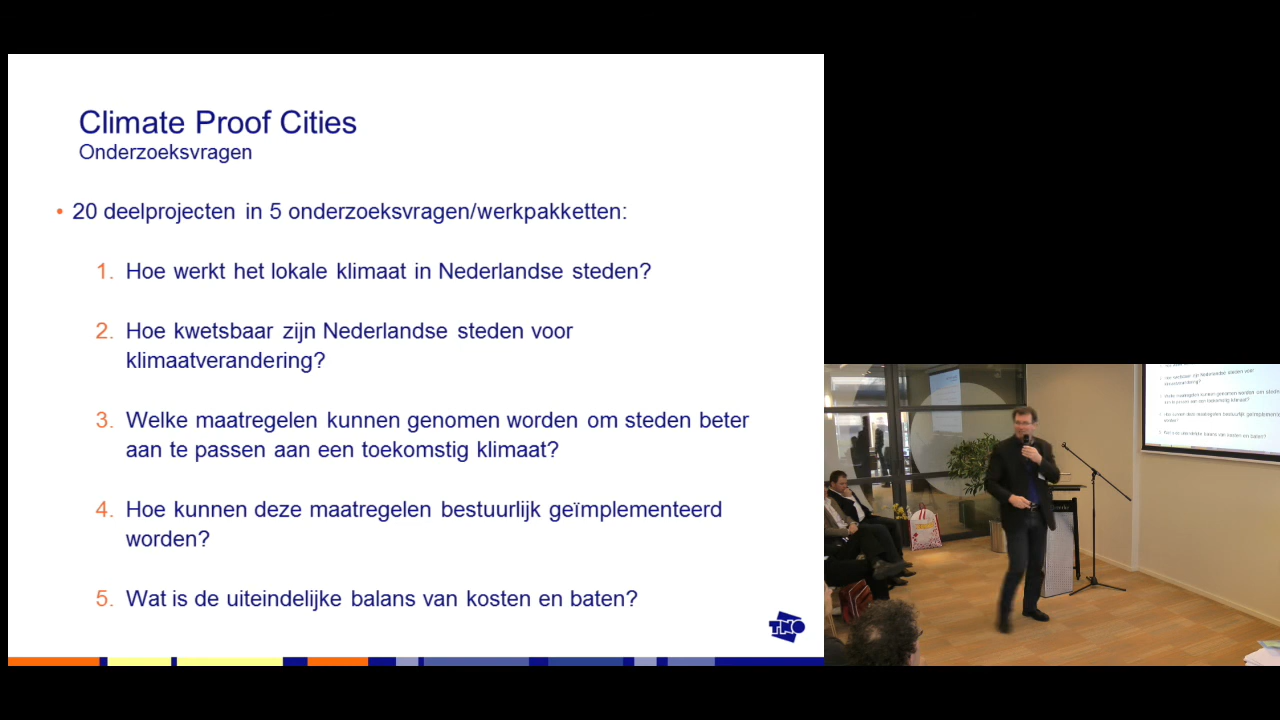 Climate Proof Cities
Onderzoeksvragen
• 20 deelprojecten in 5 onderzoeksvragen/werkpakketten:
1. Hoe werkt het lokale klimaat in Nederlandse steden?
2. Hoe kwetsbaar zijn Nederlandse steden voor
klimaatverandering?
3. Welke maatregelen kunnen genomen worden om steden beter
aan te passen aan een toekomstig klimaat?
4. Hoe kunnen deze maatregelen bestuurlijk geïmplementeerd
worden?
5. Wat is de uiteindelijke balans van kosten en baten?
TNO